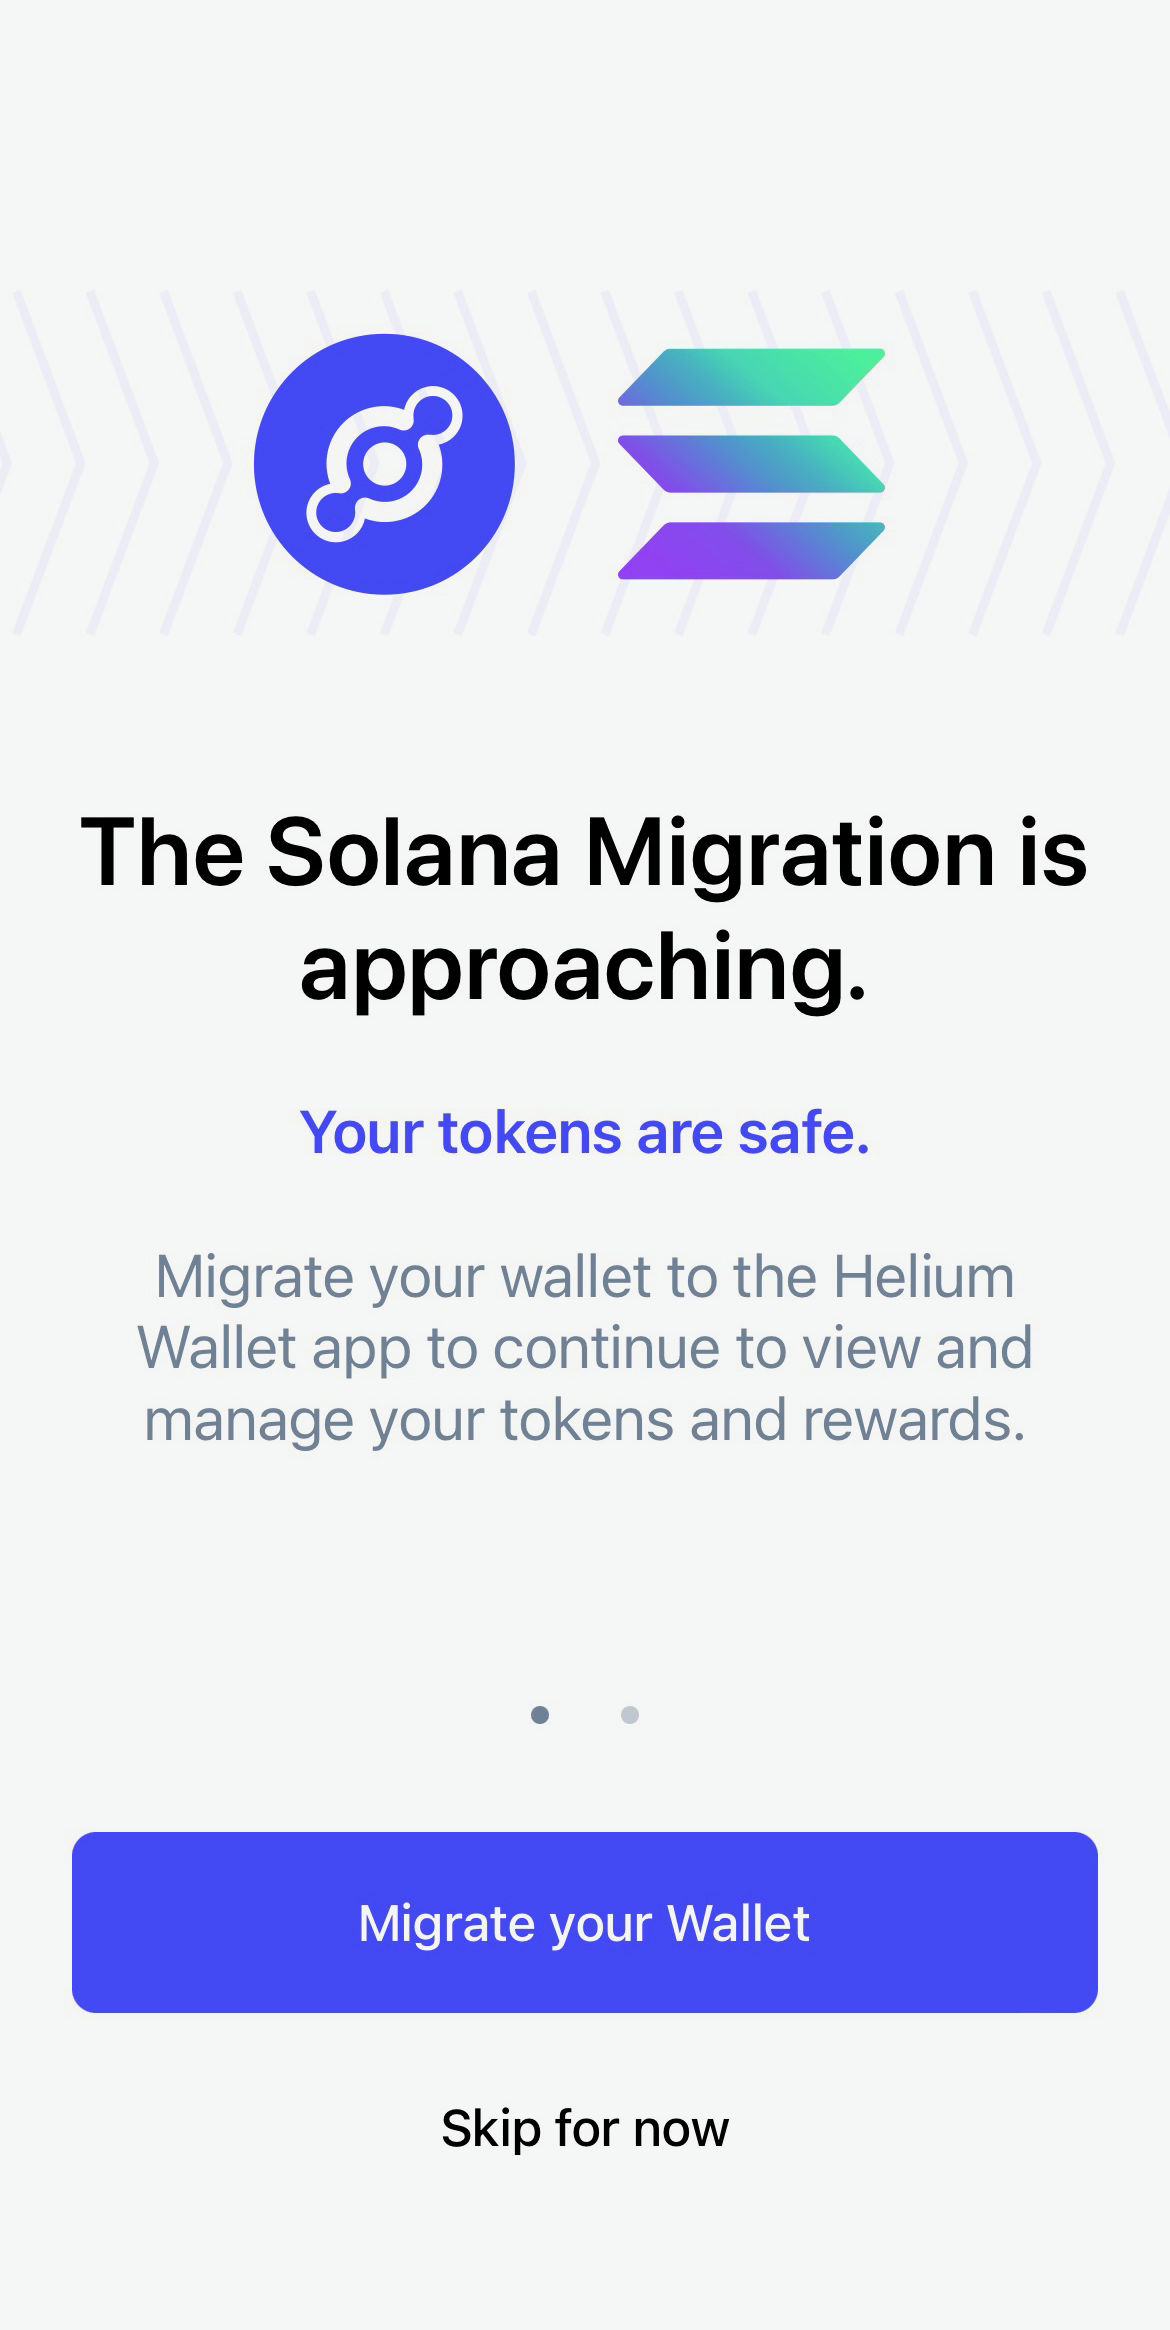 The Solana Migration is
approaching.
Your tokens are safe.
Migrate your wallet to the Helium
Wallet app to continue to view and
manage your tokens and rewards.
Migrate your Wallet
Skip for now